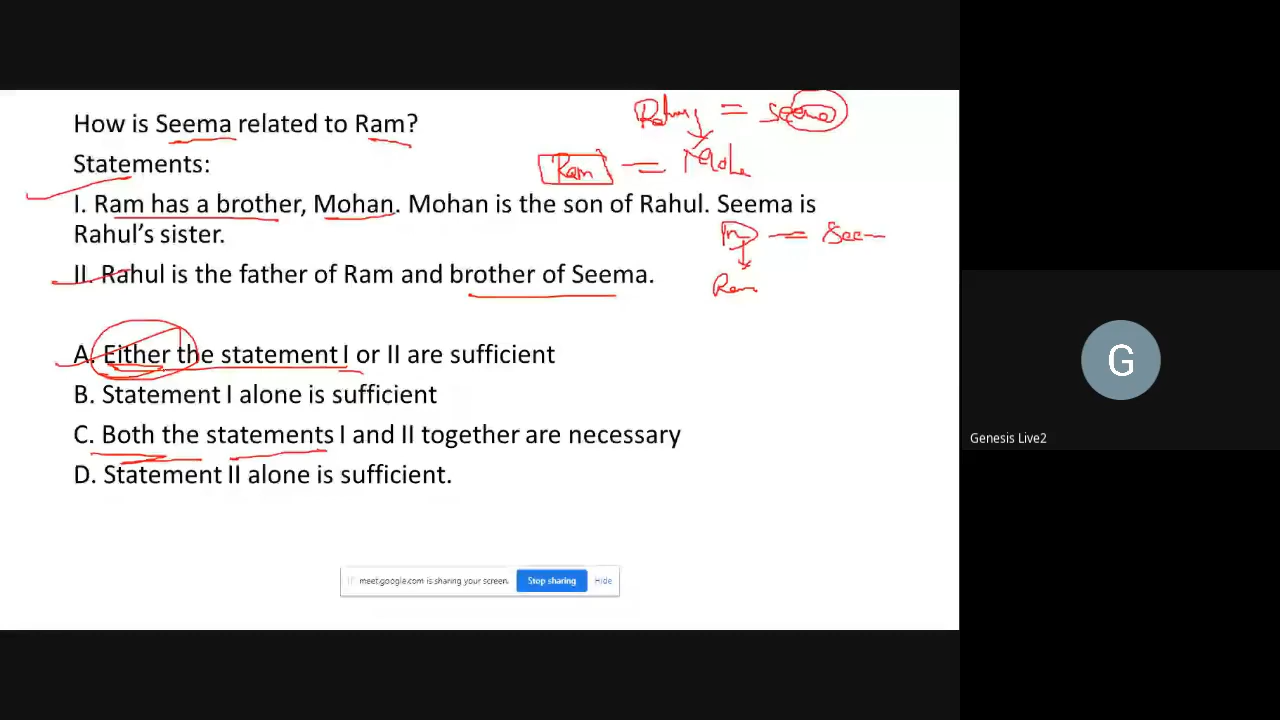 How is Seema related to Ram?
Statements:
I. Ram has a brother, Mohan. Mohan is the son of Rahul. Seema is
Rahul's sister.
II. Rahul is the father of Ram and brother of Seema.
A. Either the statement I or II are sufficient
B. Statement I alone is sufficient
C. Both the statements I and II together are necessary
D. Statement II alone is sufficient.
= Seema
Ram =
= See
Ram
meet.google.com is sharing your screen. Stop sharing Hide
G
Genesis Live2